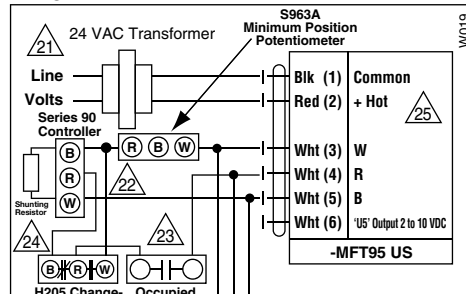 S963A
Minimum Position
Potentiometer
W019
21
24 VAC Transformer
Line
Volts
Blk (1) Common
Red (2) + Hot
25
Series 90
Controller
B
R
W
R B W
22
Wht (3) W
Wht (4) R
Wht (5) B
Wht (6) 'U5' Output 2 to 10 VDC
-MFT95 US
Shunting
Resistor
24
23
B R W
H205 Change-
Occupied